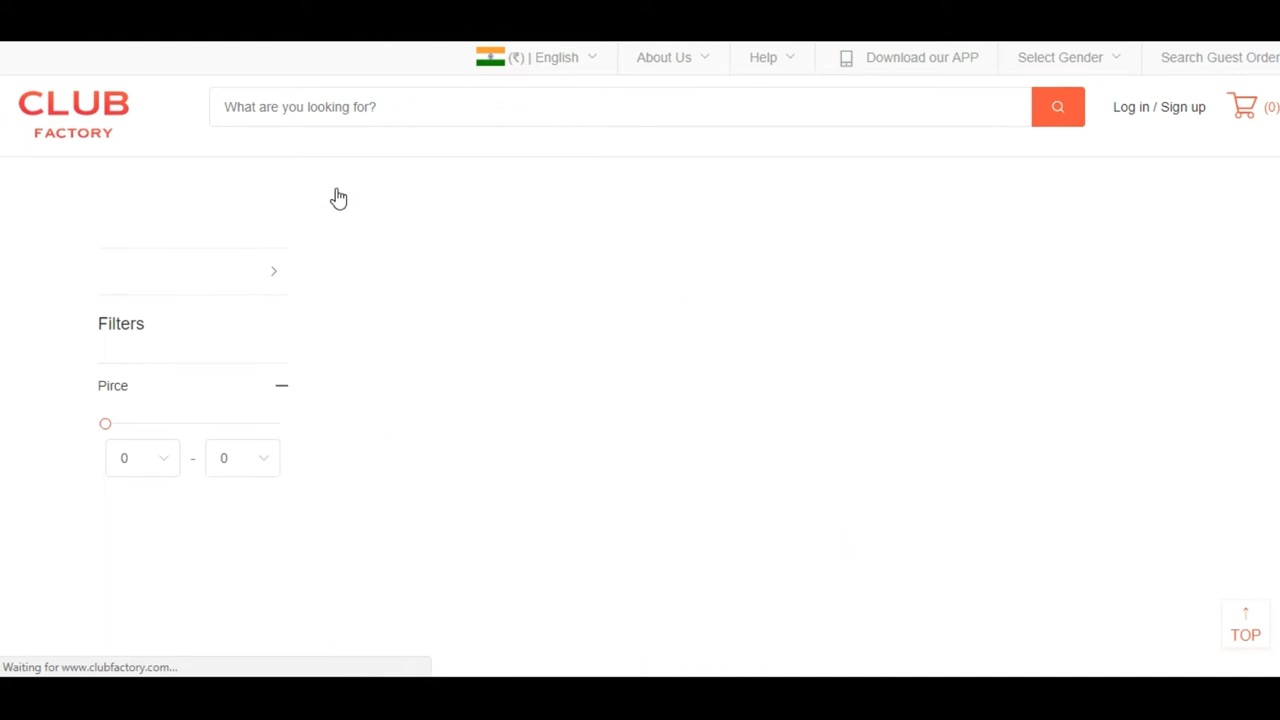 (₹) | English
About Us
Help
Download our APP
Select Gender
Search Guest Order
CLUB
FACTORY
What are you looking for?
Log in / Sign up
(0)
Filters
Pirce
0 - 0
↑
TOP
Waiting for www.clubfactory.com...